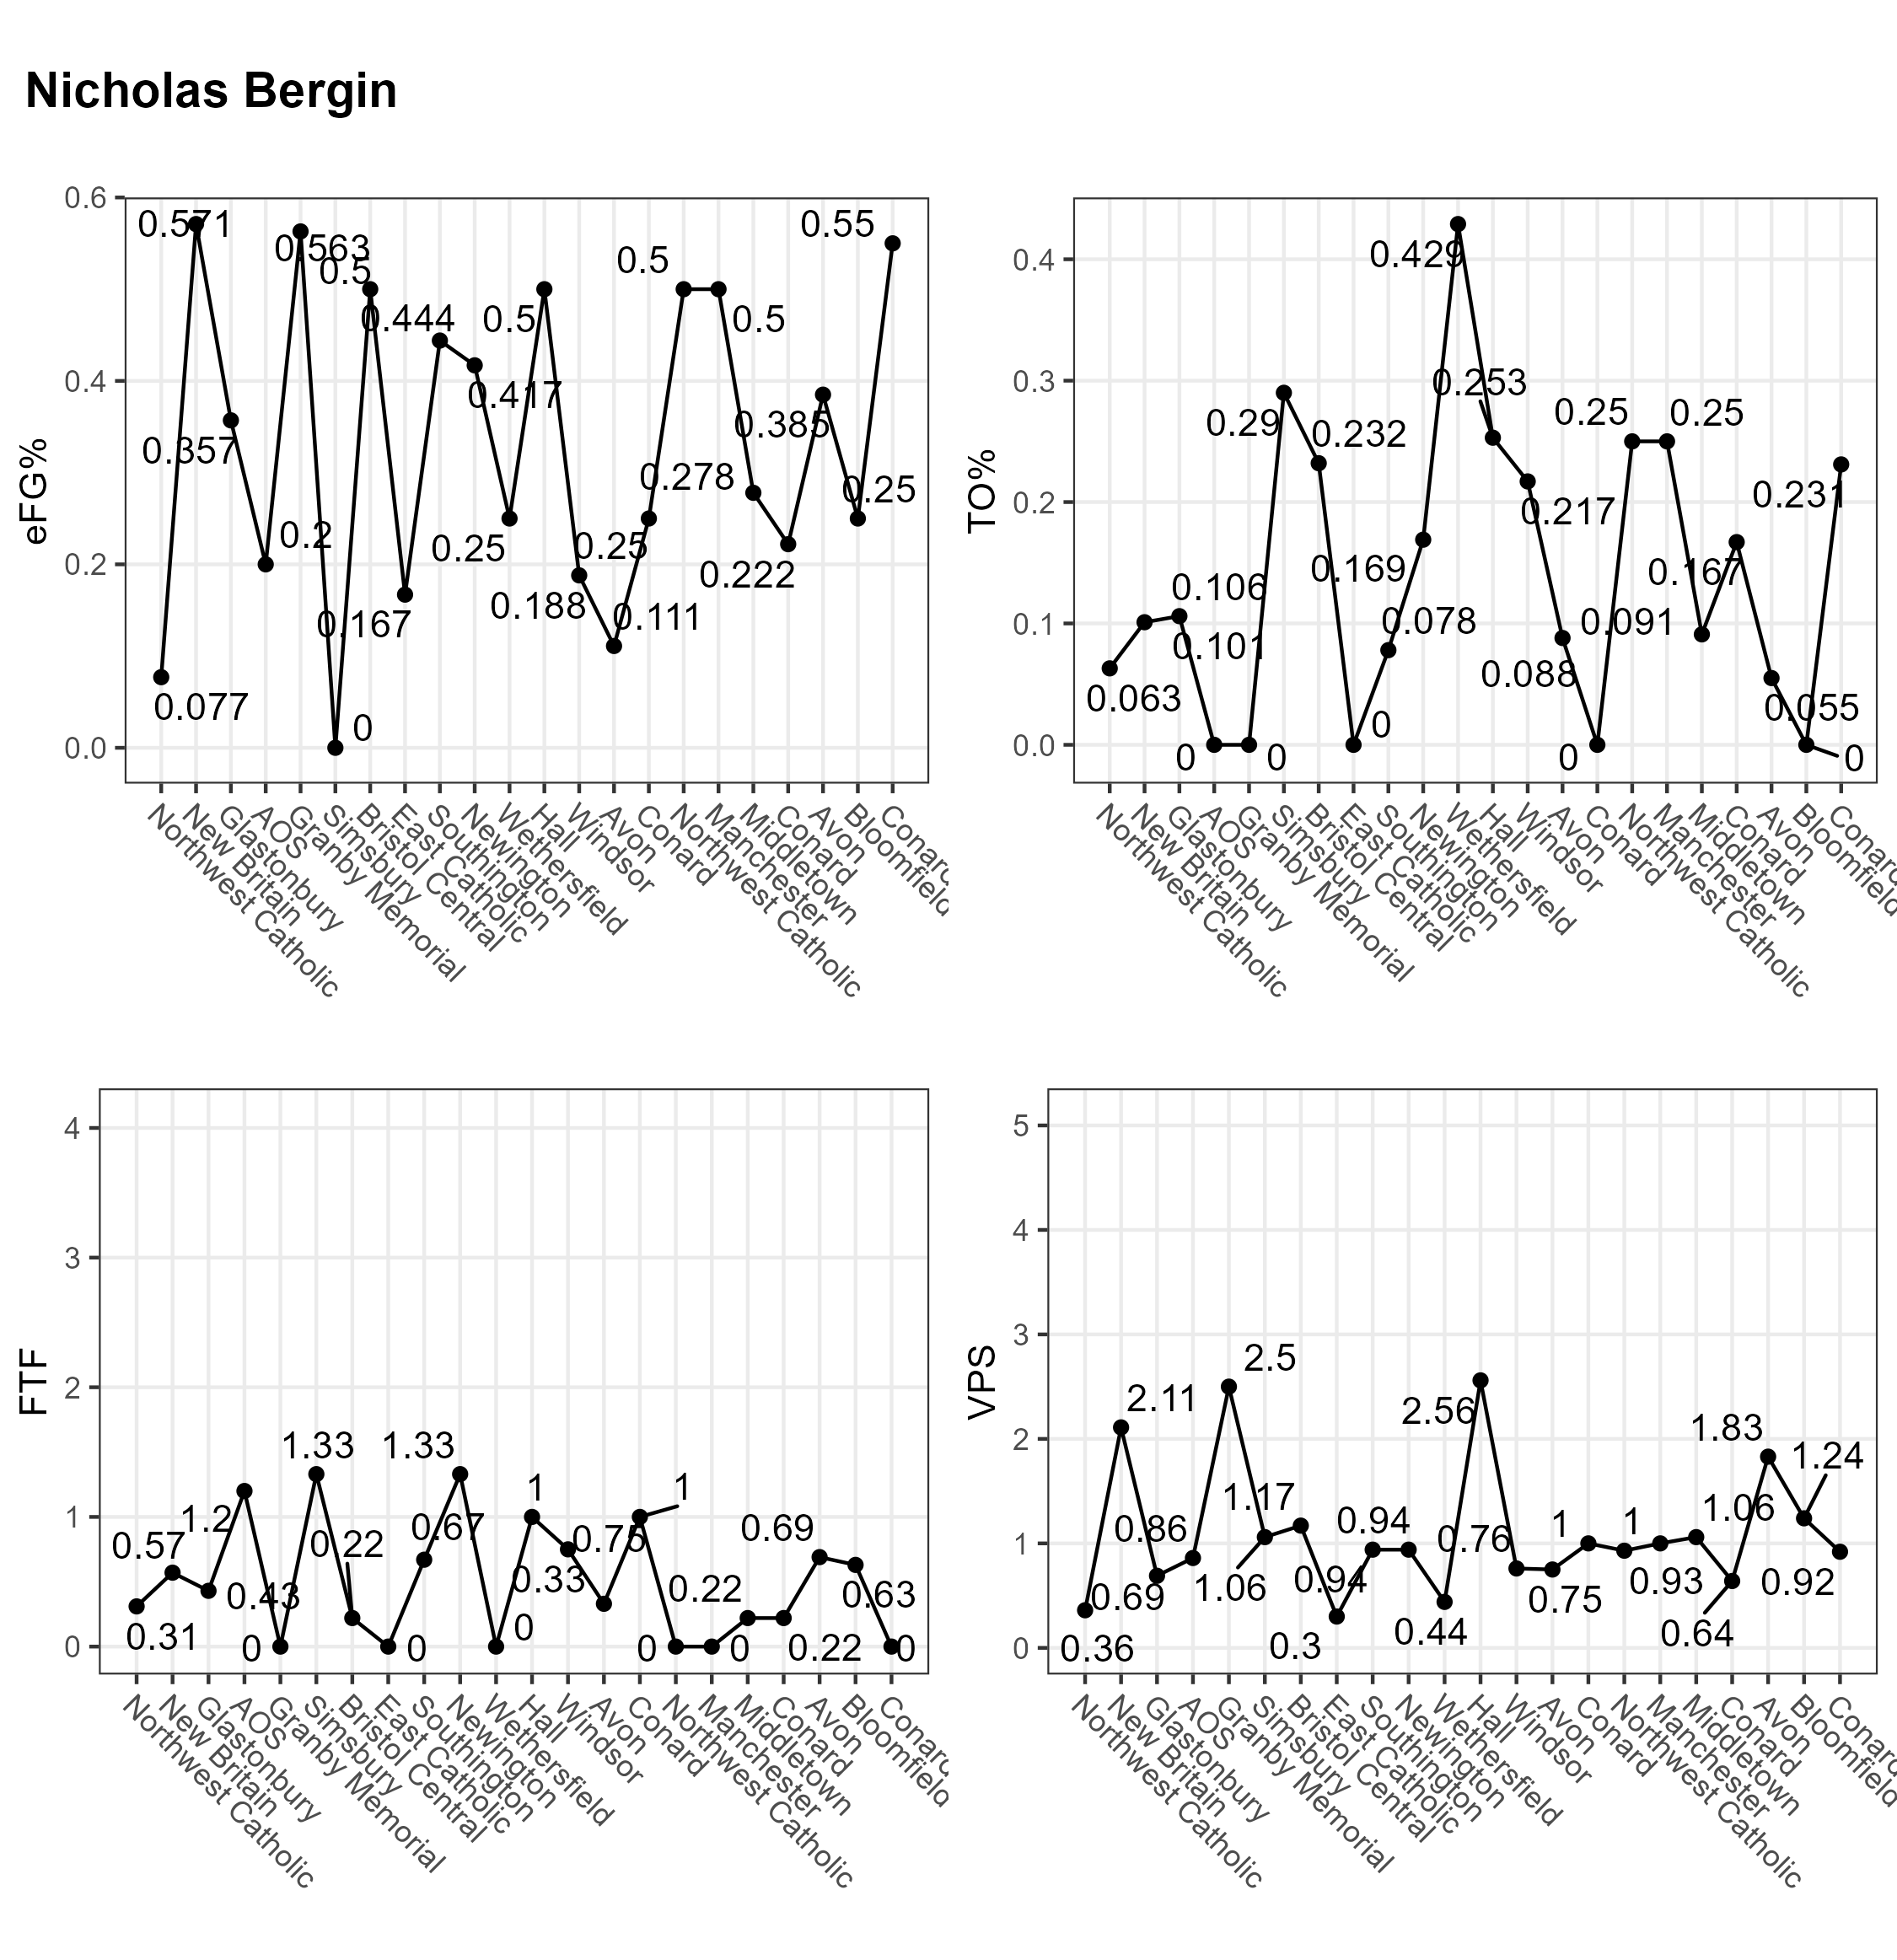 Nicholas Bergin
eFG%
0.6
0.4
0.2
0.0
0.077
0.571
0.357
0.2
0.563
0
0.5
0.167
0.444
0.417
0.25
0.5
0.188
0.111
0.25
0.5
0.5
0.278
0.222
0.385
0.25
0.55
Northwest Catholic
New Britain
Glastonbury
AOS
Granby Memorial
Simsbury
Bristol Central
East Catholic
Southington
Newington
Wethersfield
Hall
Windsor
Avon
Conard
Northwest Catholic
Manchester
Middletown
Conard
Avon
Bloomfield
Conard
TO%
0.4
0.3
0.2
0.1
0.0
0.063
0.101
0.106
0
0
0.29
0.232
0
0.078
0.169
0.429
0.253
0.217
0.088
0
0.25
0.25
0.091
0.167
0.055
0
0.231
Northwest Catholic
New Britain
Glastonbury
AOS
Granby Memorial
Simsbury
Bristol Central
East Catholic
Southington
Newington
Wethersfield
Hall
Windsor
Avon
Conard
Northwest Catholic
Manchester
Middletown
Conard
Avon
Bloomfield
Conard
FTF
4
3
2
1
0
0.31
0.57
0.43
1.2
0
1.33
0.22
0
0.67
1.33
0
1
0.75
0.33
1
0
0
0.22
0.22
0.69
0.63
0
Northwest Catholic
New Britain
Glastonbury
AOS
Granby Memorial
Simsbury
Bristol Central
East Catholic
Southington
Newington
Wethersfield
Hall
Windsor
Avon
Conard
Northwest Catholic
Manchester
Middletown
Conard
Avon
Bloomfield
Conard
VPS
5
4
3
2
1
0
0.36
2.11
0.69
0.86
2.5
1.06
1.17
0.3
0.94
0.94
0.44
2.56
0.76
0.75
1
0.93
1
1.06
0.64
1.83
1.24
0.92
Northwest Catholic
New Britain
Glastonbury
AOS
Granby Memorial
Simsbury
Bristol Central
East Catholic
Southington
Newington
Wethersfield
Hall
Windsor
Avon
Conard
Northwest Catholic
Manchester
Middletown
Conard
Avon
Bloomfield
Conard